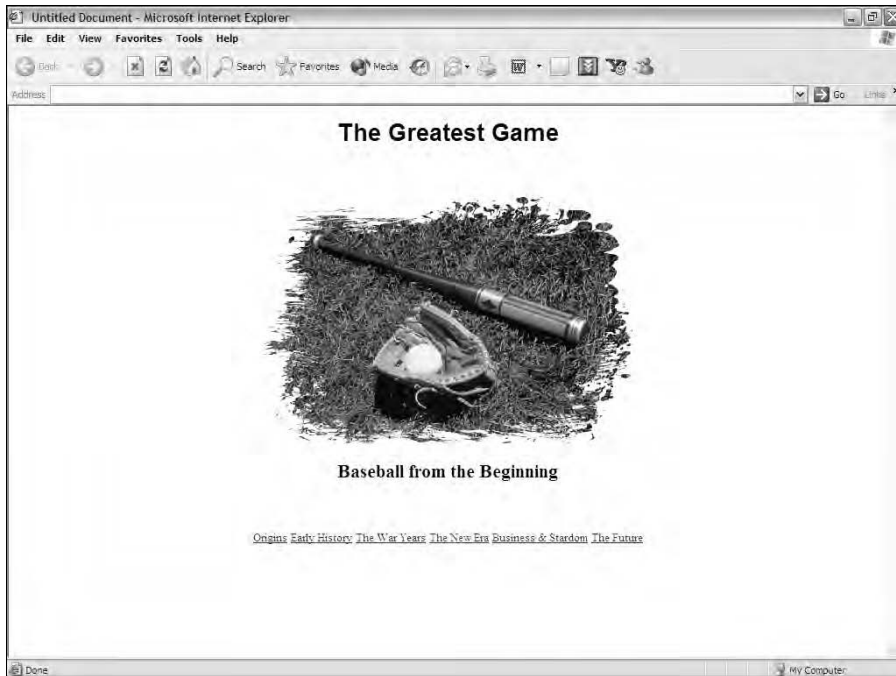 Untitled Document - Microsoft Internet Explorer
File Edit View Favorites Tools Help
Back Search Favorites Media
Address Go Links
The Greatest Game
Baseball from the Beginning
Origins Early History The War Years The New Era Business & Stardom The Future
Done My Computer